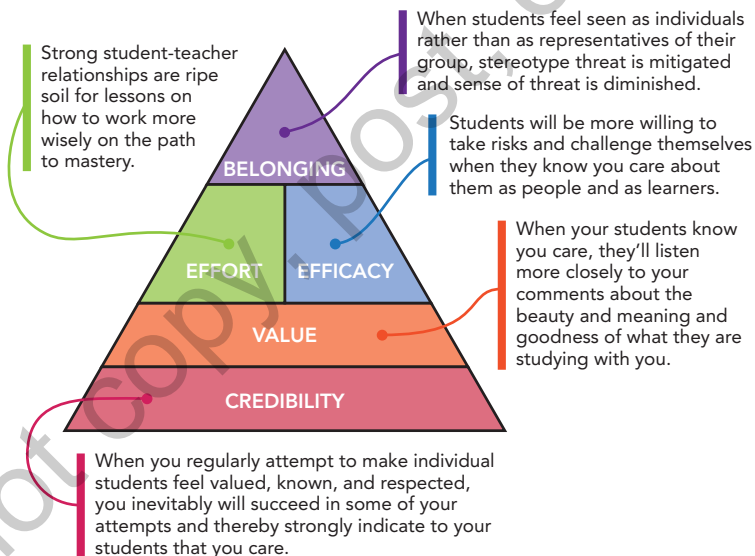 When students feel seen as individuals
rather than as representatives of their
group, stereotype threat is mitigated
and sense of threat is diminished.
Strong student-teacher
relationships are ripe
soil for lessons on
how to work more
wisely on the path
to mastery.
Students will be more willing to
take risks and challenge themselves
when they know you care about
them as people and as learners.
BELONGING
When your students know
you care, they’ll listen
more closely to your
comments about the
beauty and meaning and
goodness of what they are
studying with you.
EFFORT
EFFICACY
VALUE
CREDIBILITY
When you regularly attempt to make individual
students feel valued, known, and respected,
you inevitably will succeed in some of your
attempts and thereby strongly indicate to your
students that you care.
not copy, post,